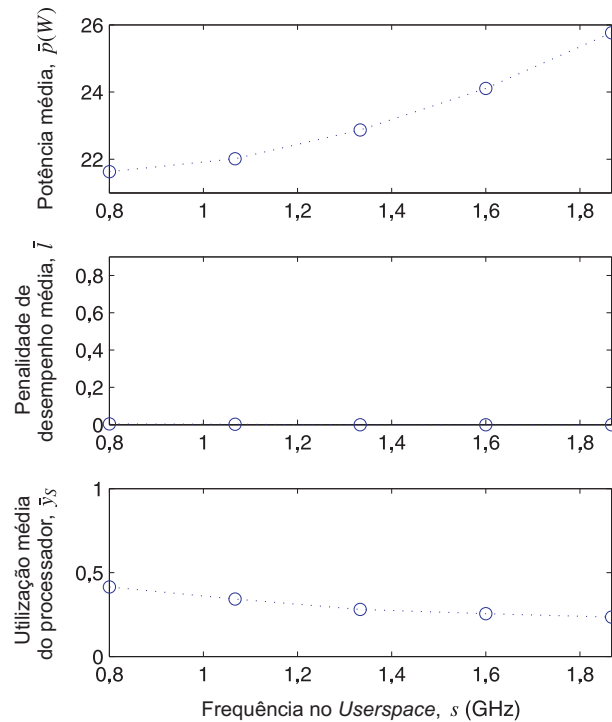 Potência média, p̄(W)
26
24
22
0,8 1 1,2 1,4 1,6 1,8
Penalidade de
desempenho média, l̄
0,8
0,6
0,4
0,2
0
0,8 1 1,2 1,4 1,6 1,8
Utilização média
do processador, ȳS
1
0,5
0
0,8 1 1,2 1,4 1,6 1,8
Frequência no Userspace, s (GHz)